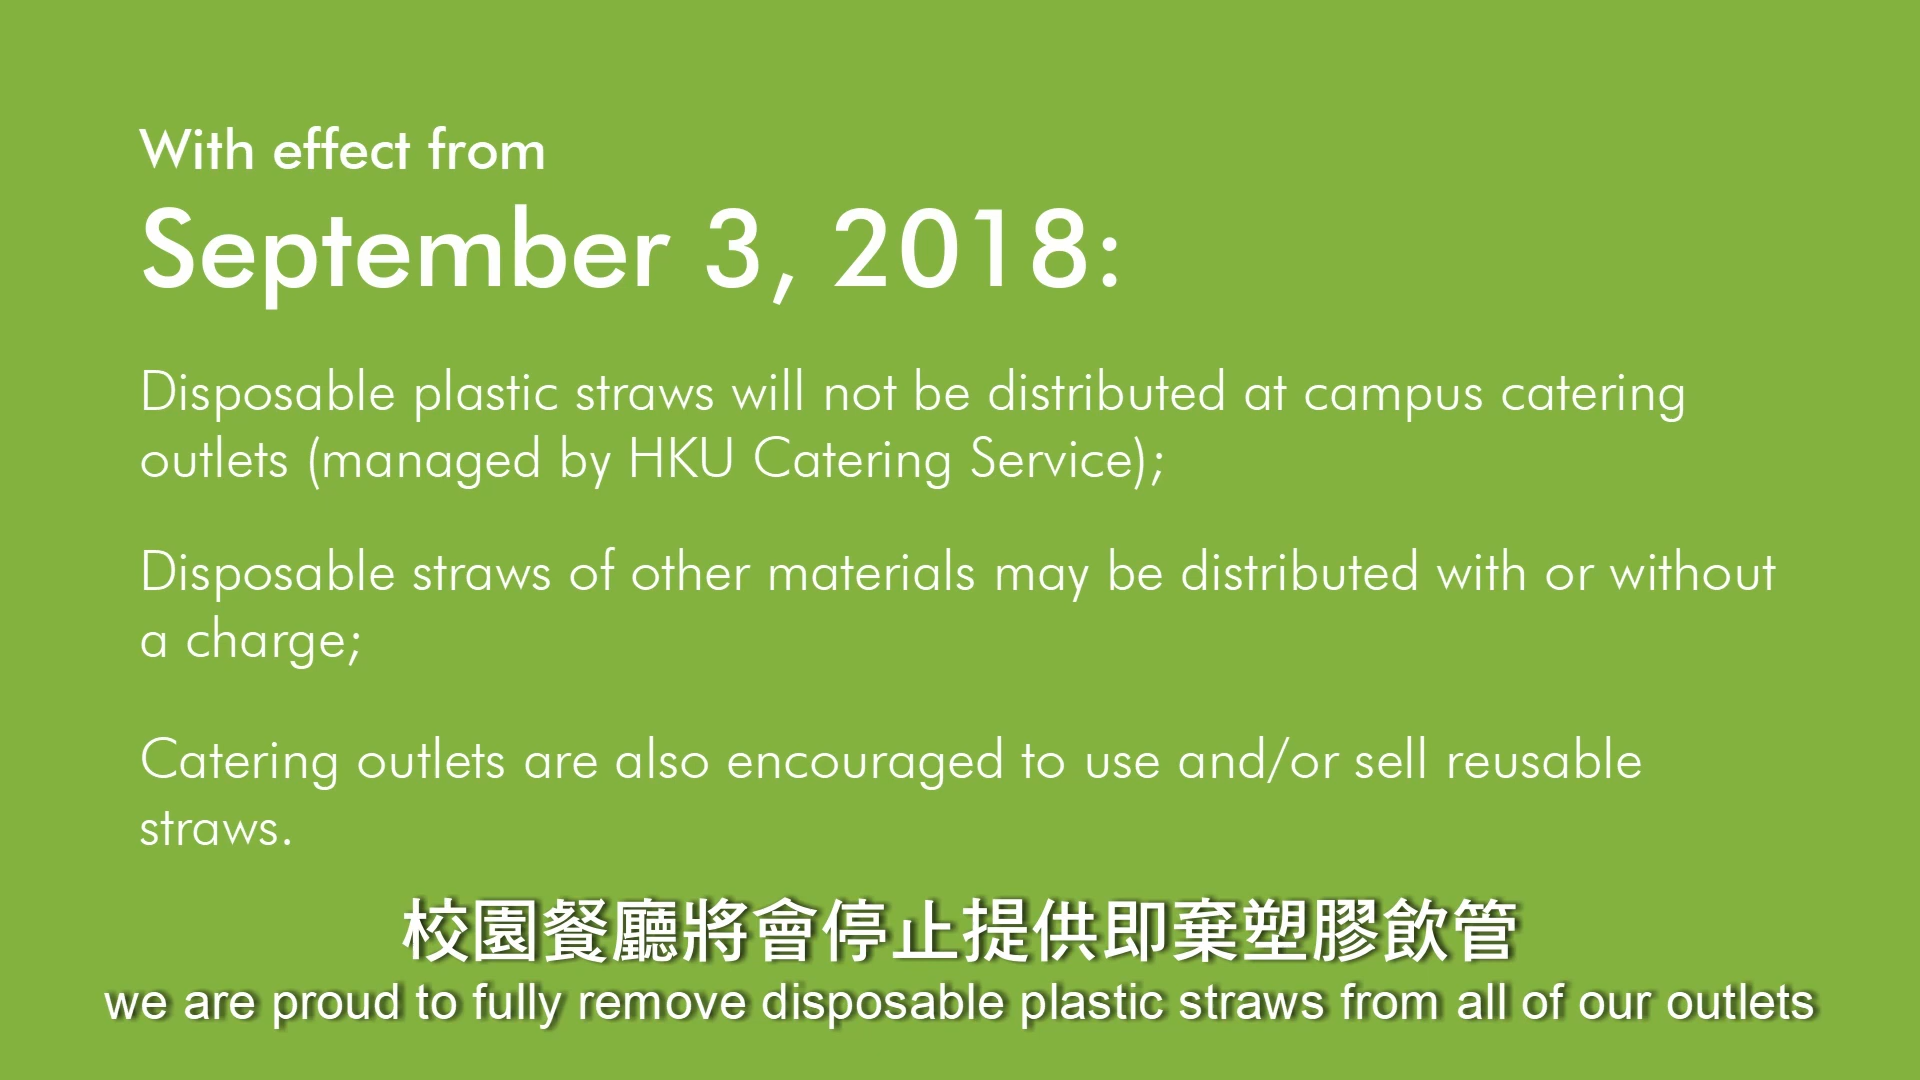 With effect from
September 3, 2018:
Disposable plastic straws will not be distributed at campus catering
outlets (managed by HKU Catering Service);
Disposable straws of other materials may be distributed with or without
a charge;
Catering outlets are also encouraged to use and/or sell reusable
straws.
校園餐廳將會停止提供即棄塑膠飲管
we are proud to fully remove disposable plastic straws from all of our outlets